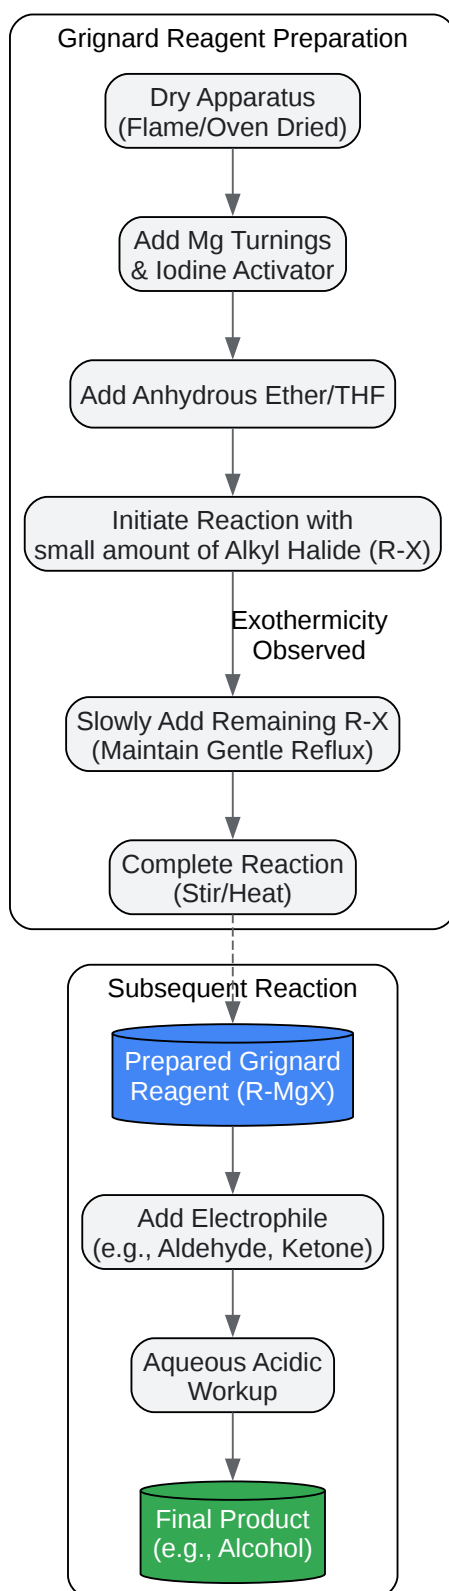 Grignard Reagent Preparation
Dry Apparatus
(Flame/Oven Dried)
Add Mg Turnings
& Iodine Activator
Add Anhydrous Ether/THF
Initiate Reaction with
small amount of Alkyl Halide (R-X)
Exothermicity
Observed
Slowly Add Remaining R-X
(Maintain Gentle Reflux)
Complete Reaction
(Stir/Heat)
Subsequent Reaction
Prepared Grignard
Reagent (R-MgX)
Add Electrophile
(e.g., Aldehyde, Ketone)
Aqueous Acidic
Workup
Final Product
(e.g., Alcohol)